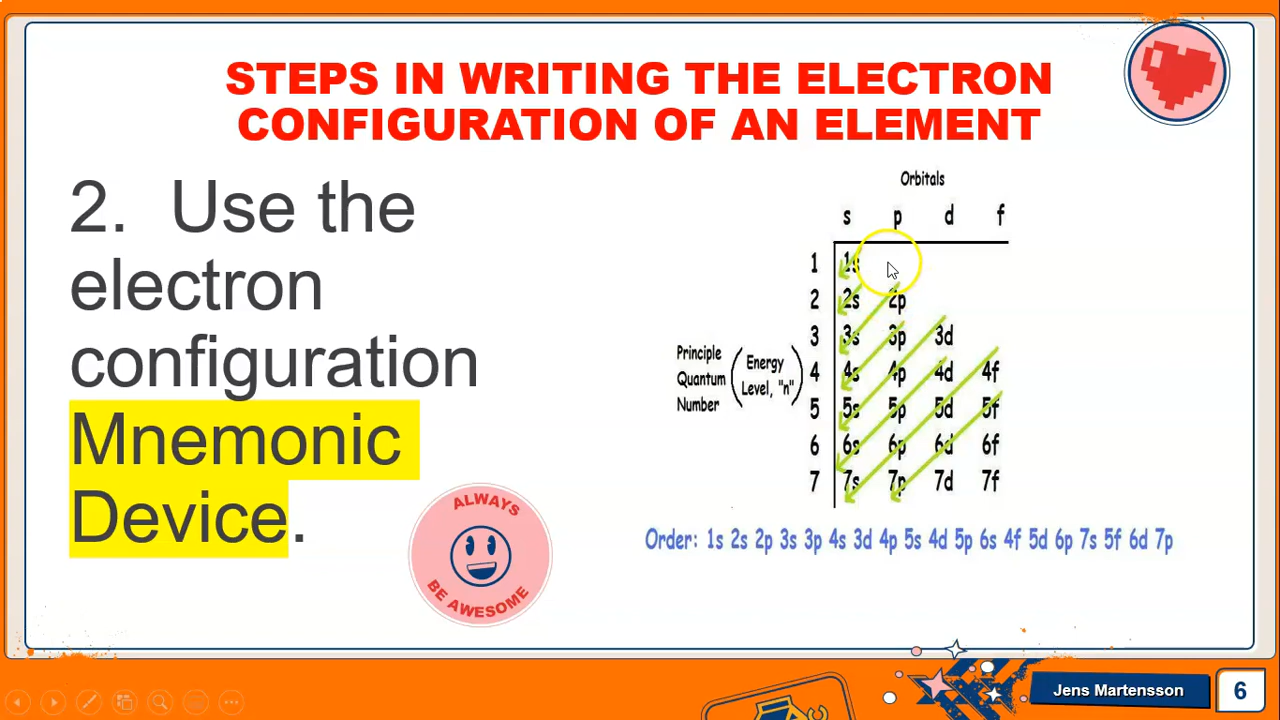 STEPS IN WRITING THE ELECTRON
CONFIGURATION OF AN ELEMENT
2. Use the
electron
configuration
Mnemonic
Device.
ALWAYS
BE AWESOME
Orbitals
s p d f
1 1s
2 2s 2p
3 3s 3p 3d
4 4s 4p 4d 4f
5 5s 5p 5d 5f
6 6s 6p 6d 6f
7 7s 7p 7d 7f
Principle
Quantum
Number
Energy
Level, "n"
Order: 1s 2s 2p 3s 3p 4s 3d 4p 5s 4d 5p 6s 4f 5d 6p 7s 5f 6d 7p
Jens Martensson
6